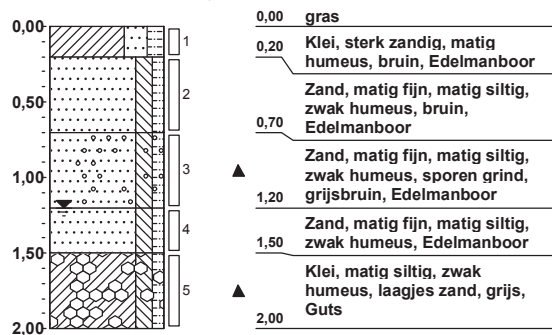 0,00
0,50
1,00
1,50
2,00
1
2
3
4
5
0,00 gras
0,20 Klei, sterk zandig, matig
humeus, bruin, Edelmanboor
Zand, matig fijn, matig siltig,
zwak humeus, bruin,
0,70 Edelmanboor
Zand, matig fijn, matig siltig,
zwak humeus, sporen grind,
1,20 grijsbruin, Edelmanboor
Zand, matig fijn, matig siltig,
1,50 zwak humeus, Edelmanboor
Klei, matig siltig, zwak
humeus, laagjes zand, grijs,
Guts
2,00